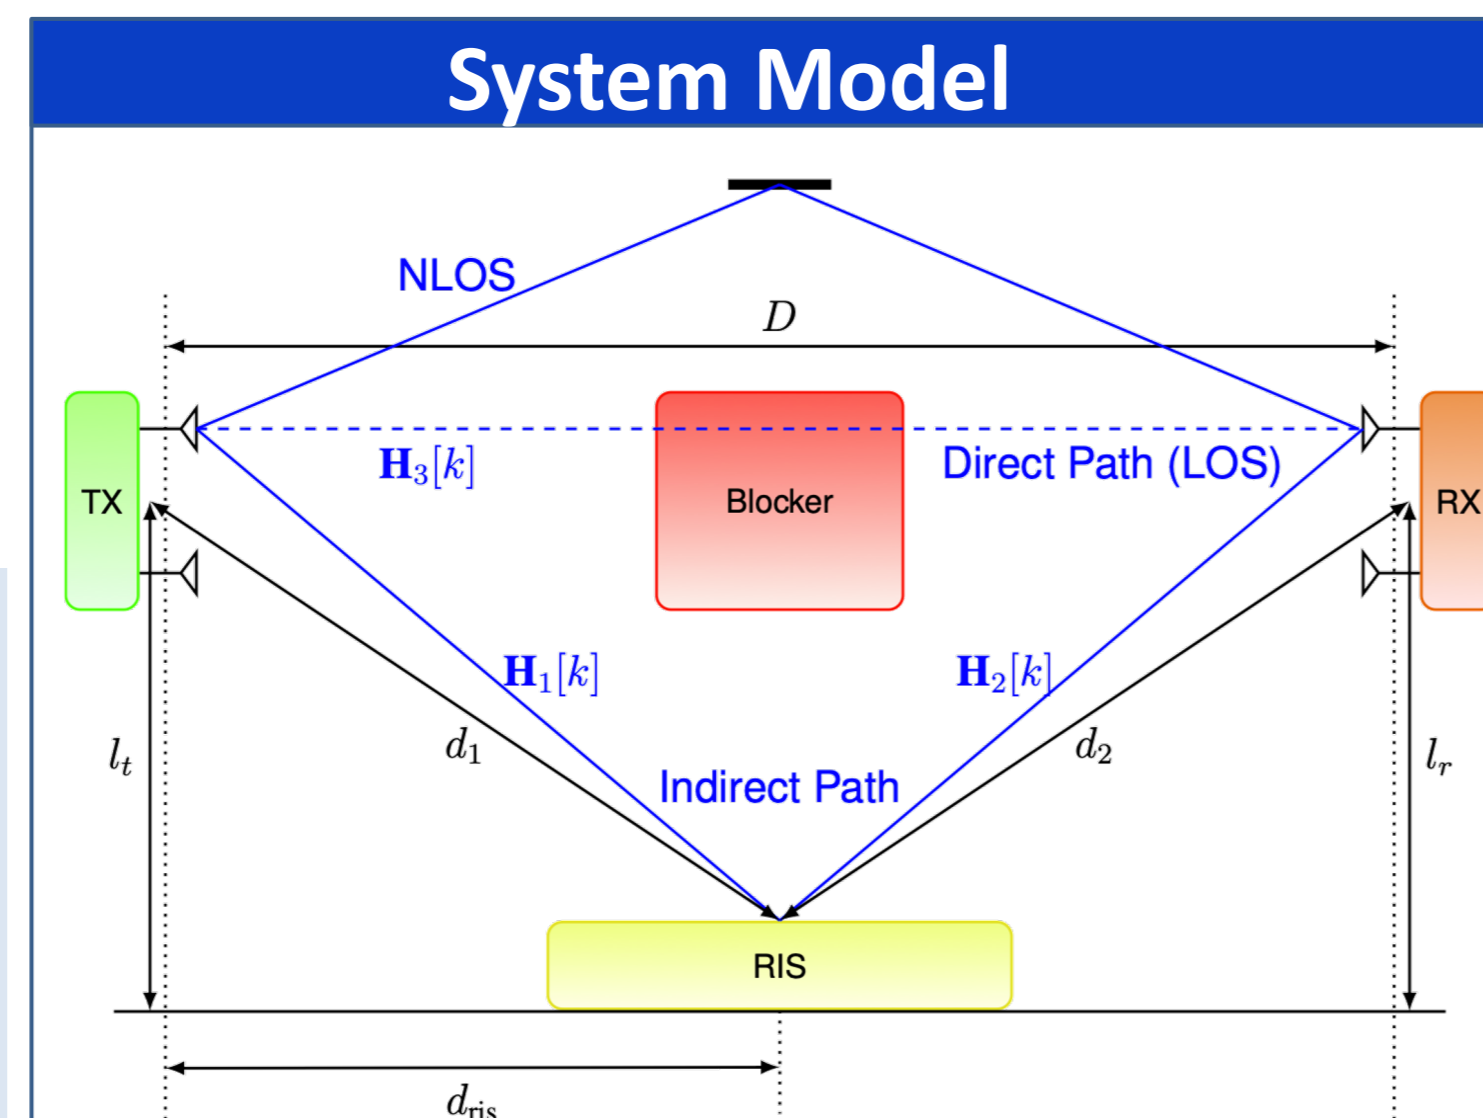 System Model
NLOS
D
H₃[k]
Direct Path (LOS)
TX
Blocker
RX
H₁[k]
H₂[k]
lₜ
d₁
d₂
lᵣ
Indirect Path
RIS
d_ris